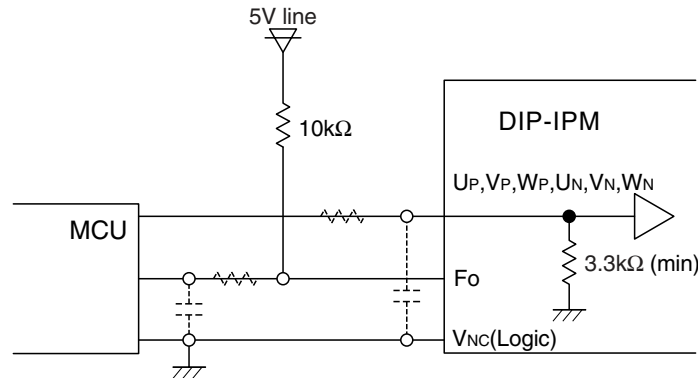 5V line
10kΩ
DIP-IPM
UP,VP,WP,UN,VN,WN
MCU
3.3kΩ (min)
Fo
VNC(Logic)